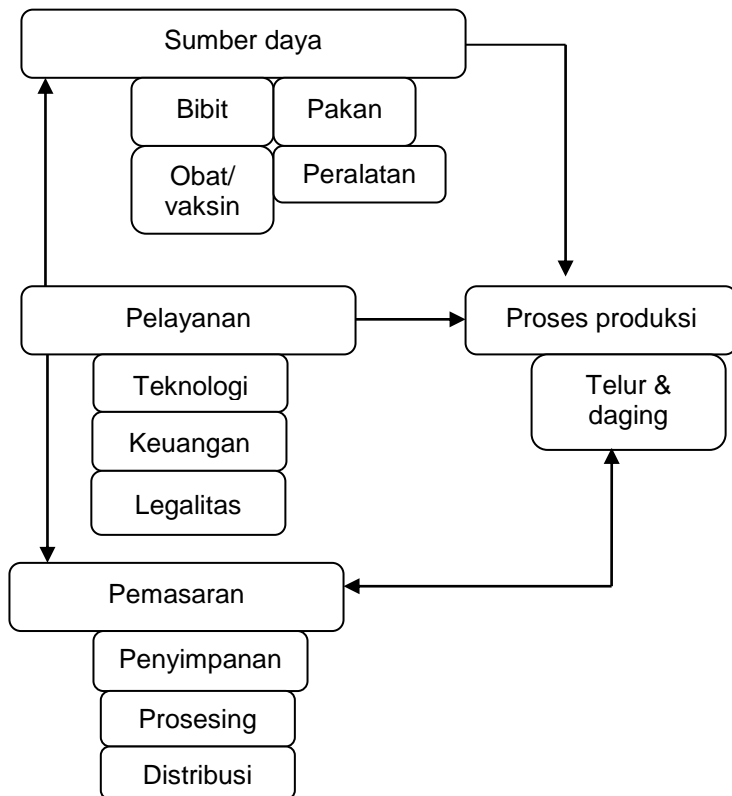 Sumber daya
Bibit
Pakan
Obat/
vaksin
Peralatan
Pelayanan
Proses produksi
Teknologi
Keuangan
Legalitas
Telur &
daging
Pemasaran
Penyimpanan
Prosesing
Distribusi